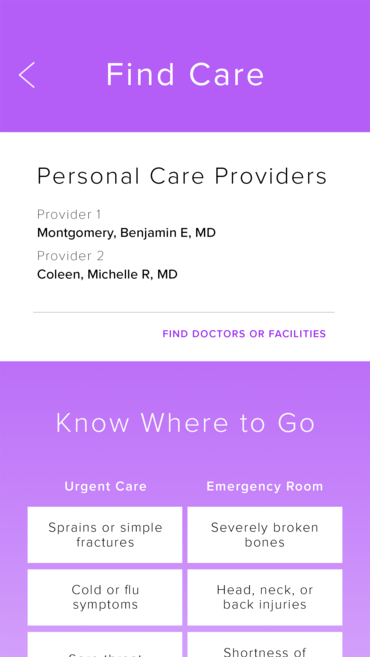 Find Care
Personal Care Providers
Provider 1
Montgomery, Benjamin E, MD
Provider 2
Coleen, Michelle R, MD
FIND DOCTORS OR FACILITIES
Know Where to Go
Urgent Care
Emergency Room
Sprains or simple
fractures
Severely broken
bones
Cold or flu
symptoms
Head, neck, or
back injuries
Sore throat
Shortness of